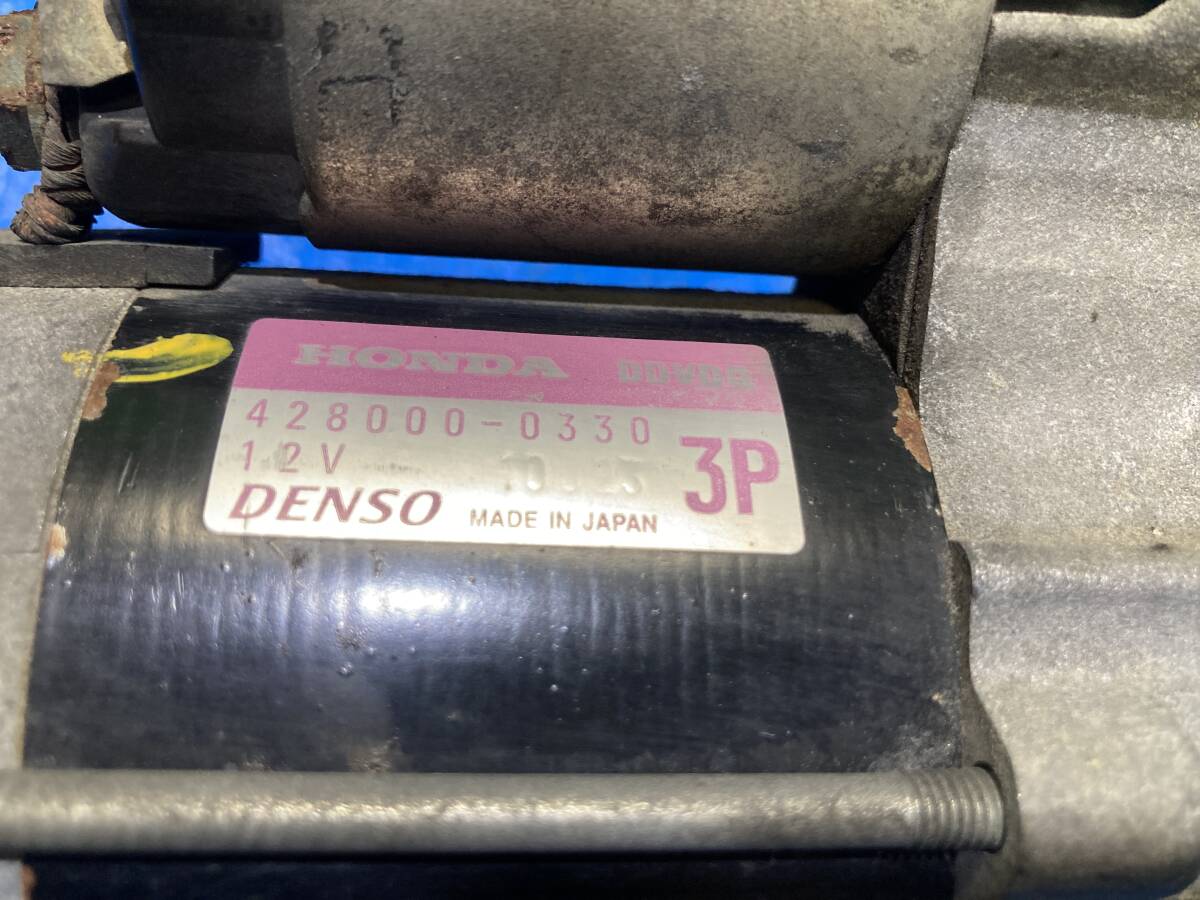 HONDA
428000-0330
12V
3P
DENSO MADE IN JAPAN